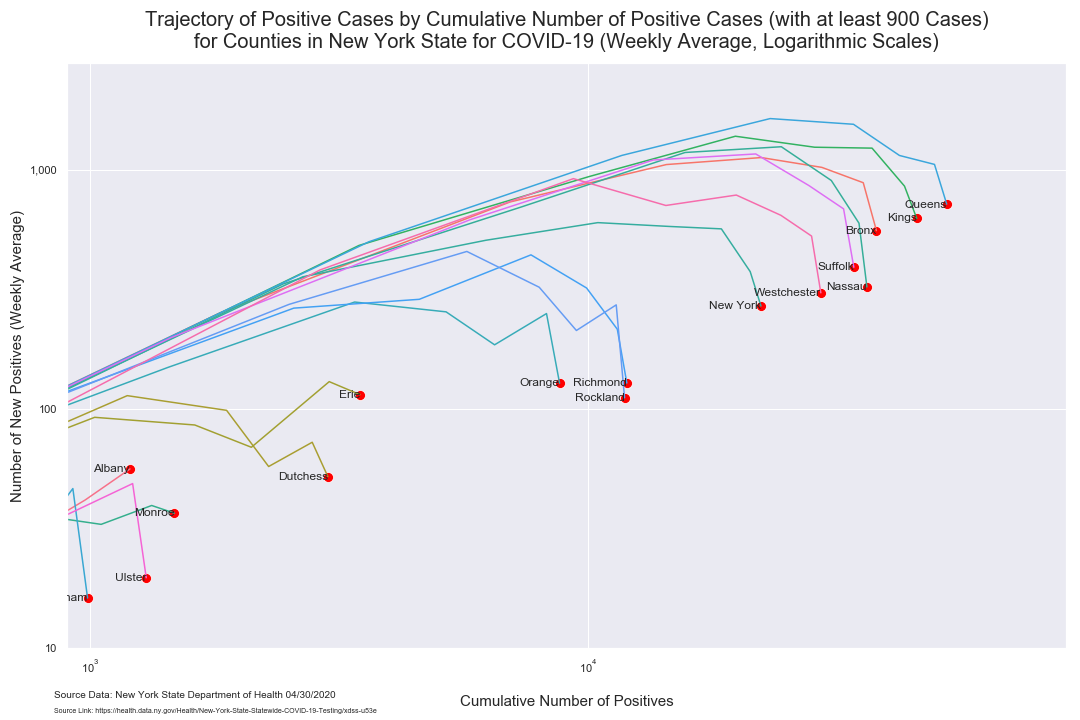 Trajectory of Positive Cases by Cumulative Number of Positive Cases (with at least 900 Cases)
for Counties in New York State for COVID-19 (Weekly Average, Logarithmic Scales)
Number of New Positives (Weekly Average)
1,000
100
10
Queens
Kings
Bronx
Suffolk
Nassau
Westchester
New York
Orange
Richmond
Rockland
Erie
Albany
Dutchess
Monroe
Ulster
nam
10³
10⁴
Cumulative Number of Positives
Source Data: New York State Department of Health 04/30/2020
Source Link: https://health.data.ny.gov/Health/New-York-State-Statewide-COVID-19-Testing/xdss-u53e